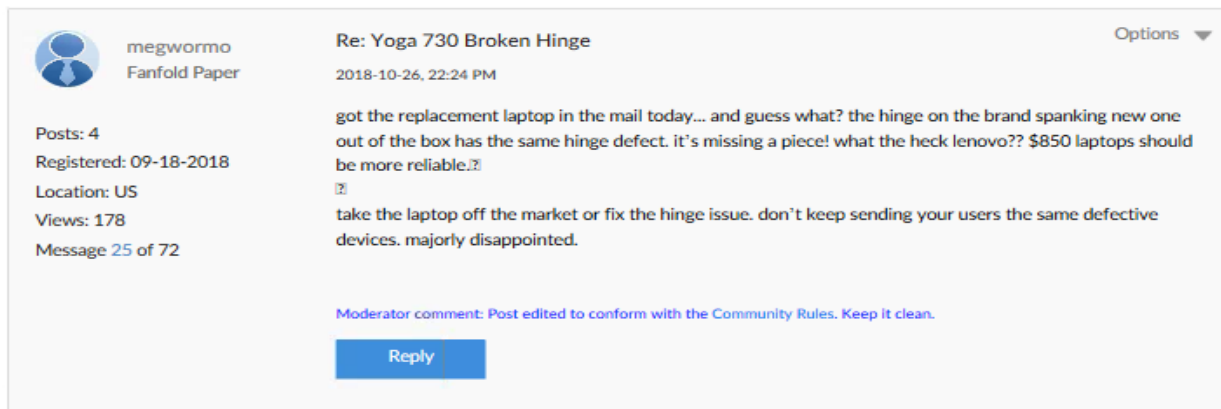 megwormo
Fanfold Paper
Posts: 4
Registered: 09-18-2018
Location: US
Views: 178
Message 25 of 72
Re: Yoga 730 Broken Hinge
Options
2018-10-26, 22:24 PM
got the replacement laptop in the mail today... and guess what? the hinge on the brand spanking new one
out of the box has the same hinge defect. it’s missing a piece! what the heck lenovo?? $850 laptops should
be more reliable.⍰
⍰
take the laptop off the market or fix the hinge issue. don’t keep sending your users the same defective
devices. majorly disappointed.
Moderator comment: Post edited to conform with the Community Rules. Keep it clean.
Reply